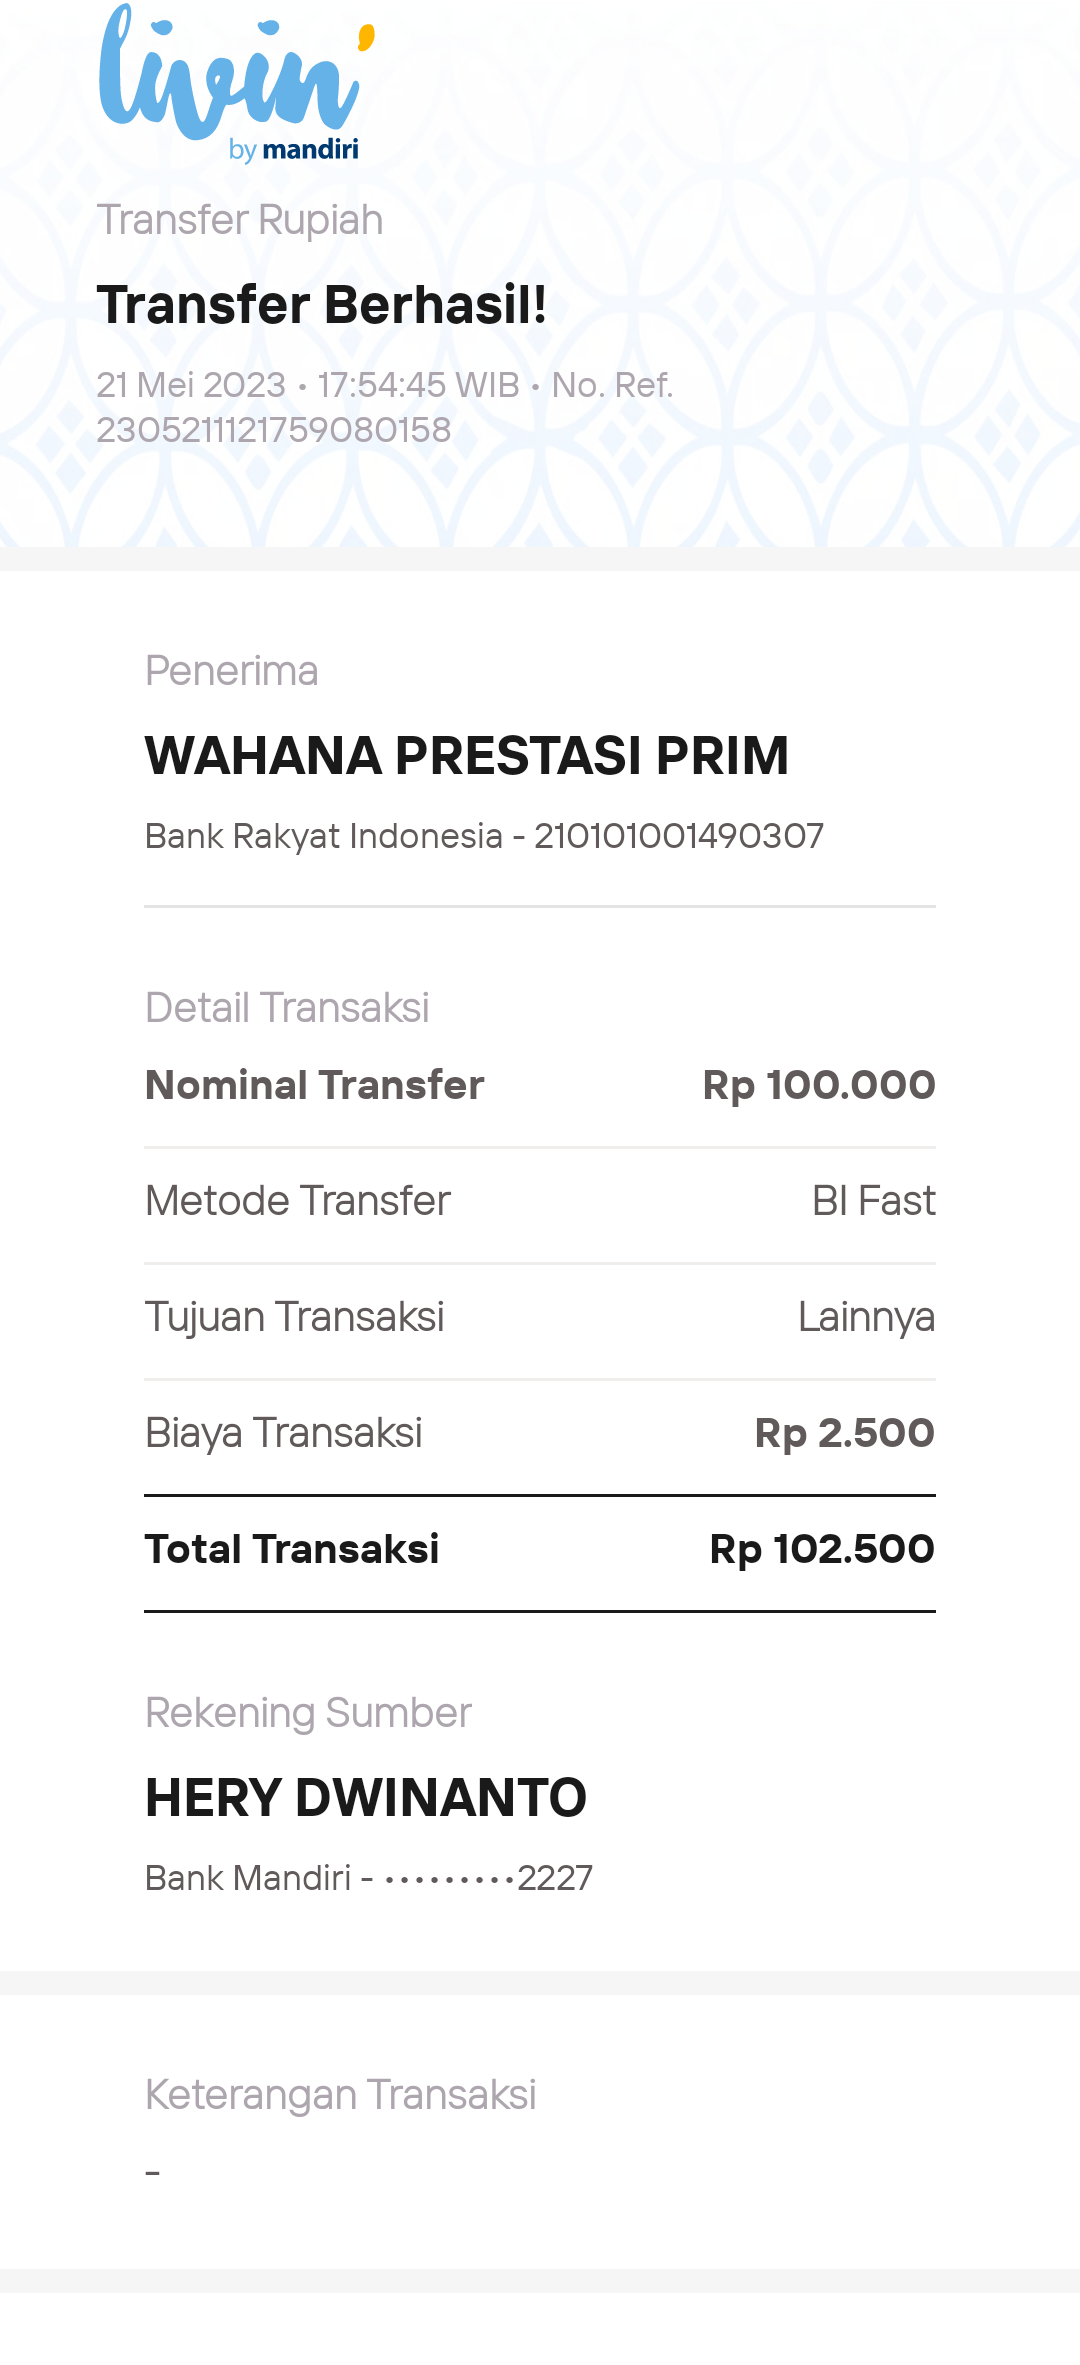 livin'
by mandiri
Transfer Rupiah
Transfer Berhasil!
21 Mei 2023 • 17:54:45 WIB • No. Ref.
2305211121759080158
Penerima
WAHANA PRESTASI PRIM
Bank Rakyat Indonesia - 210101001490307
Detail Transaksi
Nominal Transfer Rp 100.000
Metode Transfer BI Fast
Tujuan Transaksi Lainnya
Biaya Transaksi Rp 2.500
Total Transaksi Rp 102.500
Rekening Sumber
HERY DWINANTO
Bank Mandiri - •••••••••2227
Keterangan Transaksi
-